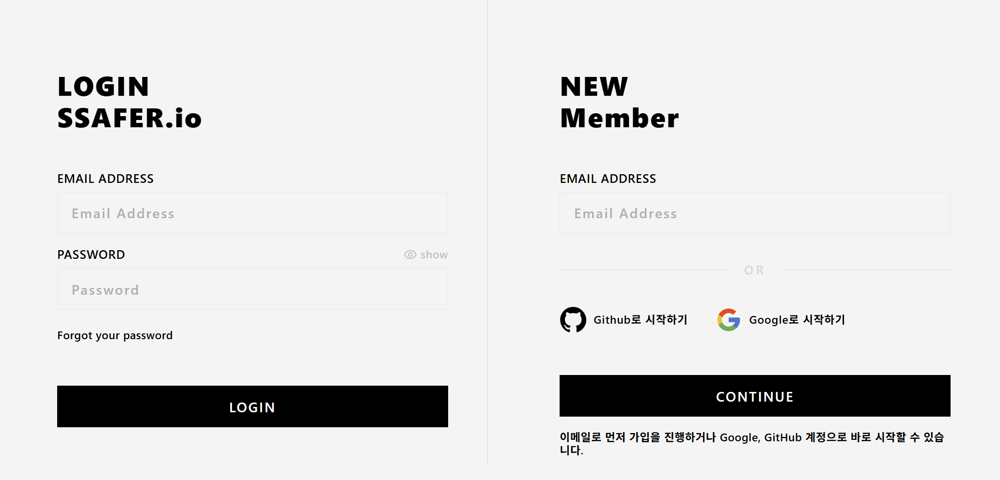 LOGIN
SSAFER.io
EMAIL ADDRESS
Email Address
PASSWORD
show
Password
Forgot your password
LOGIN
NEW
Member
EMAIL ADDRESS
Email Address
OR
Github로 시작하기
Google로 시작하기
CONTINUE
이메일로 먼저 가입을 진행하거나 Google, GitHub 계정으로 바로 시작할 수 있습
니다.